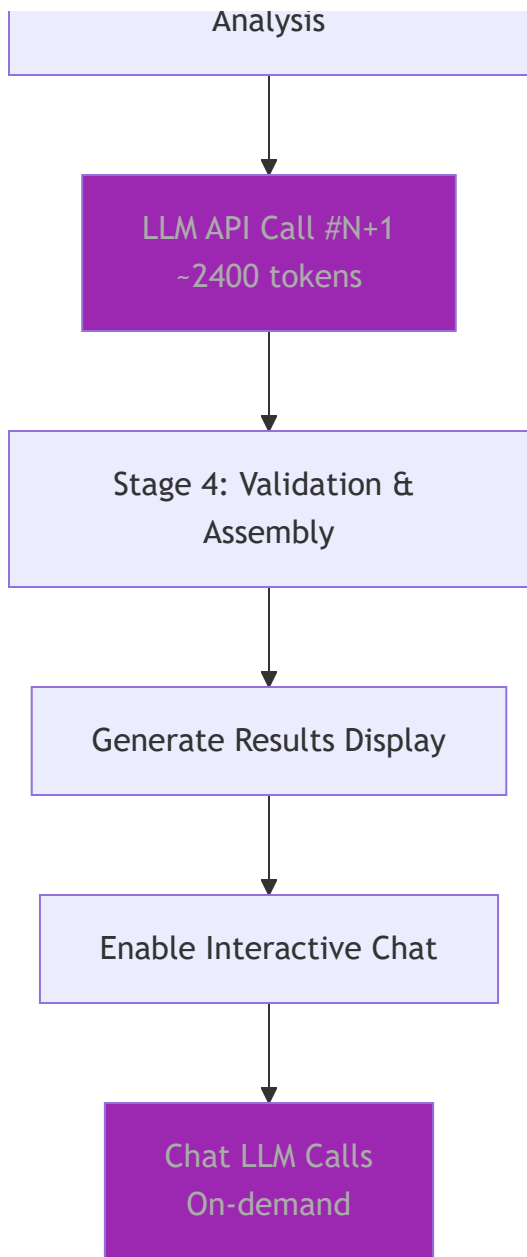 Analysis
LLM API Call #N+1
~2400 tokens
Stage 4: Validation &
Assembly
Generate Results Display
Enable Interactive Chat
Chat LLM Calls
On-demand